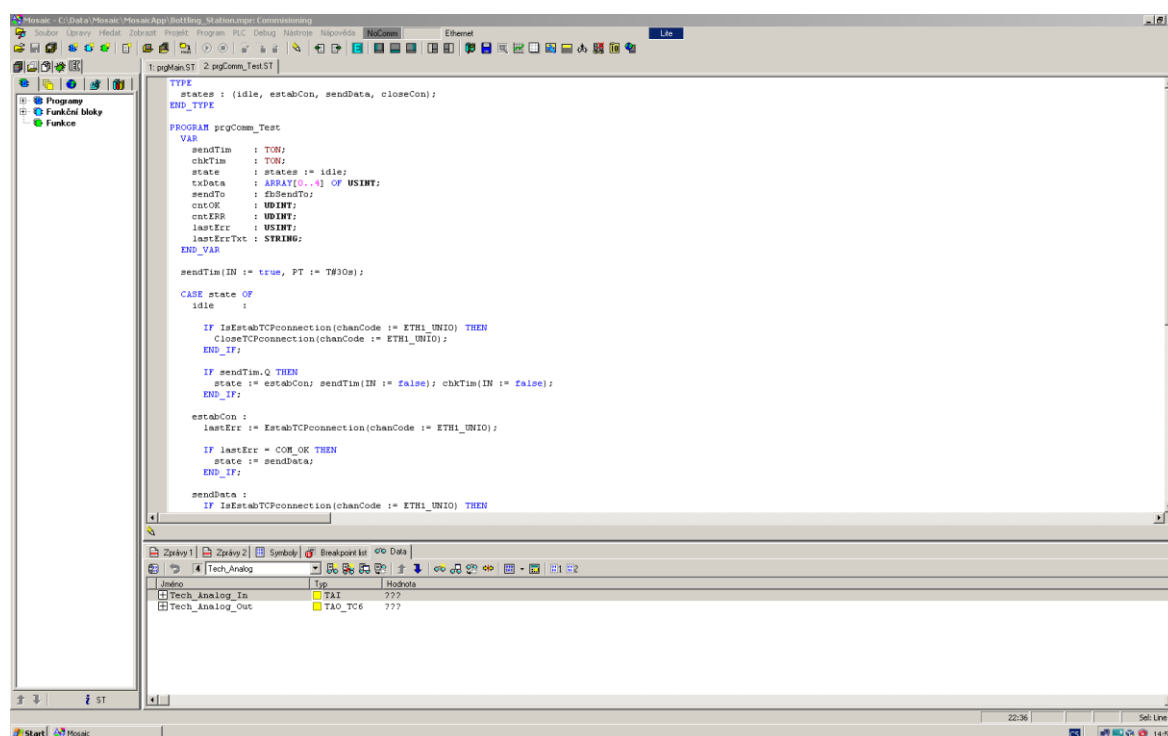 Mosaic - C:\Data\Mosaic\MosaicApp\Bottling_Station.mpr: Commisioning
Soubor Úpravy Hledat Zobrazit Projekt Program PLC Debug Nástroje Nápověda NoComm Ethernet Lite
1: prgMain.ST 2: prgComm_Test.ST
Programy
Funkční bloky
Funkce
TYPE
states : (idle, estabCon, sendData, closeCon);
END_TYPE
PROGRAM prgComm_Test
VAR
sendTim : TON;
chkTim : TON;
state : states := idle;
txData : ARRAY[0..4] OF USINT;
sendTo : fbSendTo;
cntOK : UDINT;
cntERR : UDINT;
lastErr : USINT;
lastErrTxt : STRING;
END_VAR
sendTim(IN := true, PT := T#30s);
CASE state OF
idle :
IF IsEstabTCPconnection(chanCode := ETH1_UNIO) THEN
CloseTCPconnection(chanCode := ETH1_UNIO);
END_IF;
IF sendTim.Q THEN
state := estabCon; sendTim(IN := false); chkTim(IN := false);
END_IF;
estabCon :
lastErr := EstabTCPconnection(chanCode := ETH1_UNIO);
IF lastErr = COM_OK THEN
state := sendData;
END_IF;
sendData :
IF IsEstabTCPconnection(chanCode := ETH1_UNIO) THEN
Zprávy 1 Zprávy 2 Symboly Breakpoint list Data
4 Tech_Analog 1 2
Jméno Typ Hodnota
Tech_Analog_In TAI ???
Tech_Analog_Out TAO_TC6 ???
ST
22:36 Sel: Line
Start Mosaic CS